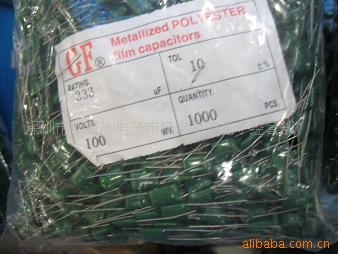 GF® Metallized POLYESTER
film capacitors
RATING.
333 uF
TOL
10 ±%
VOLTS
100 WV.
QUANTITY.
1000 PCS.
alibaba.com.cn